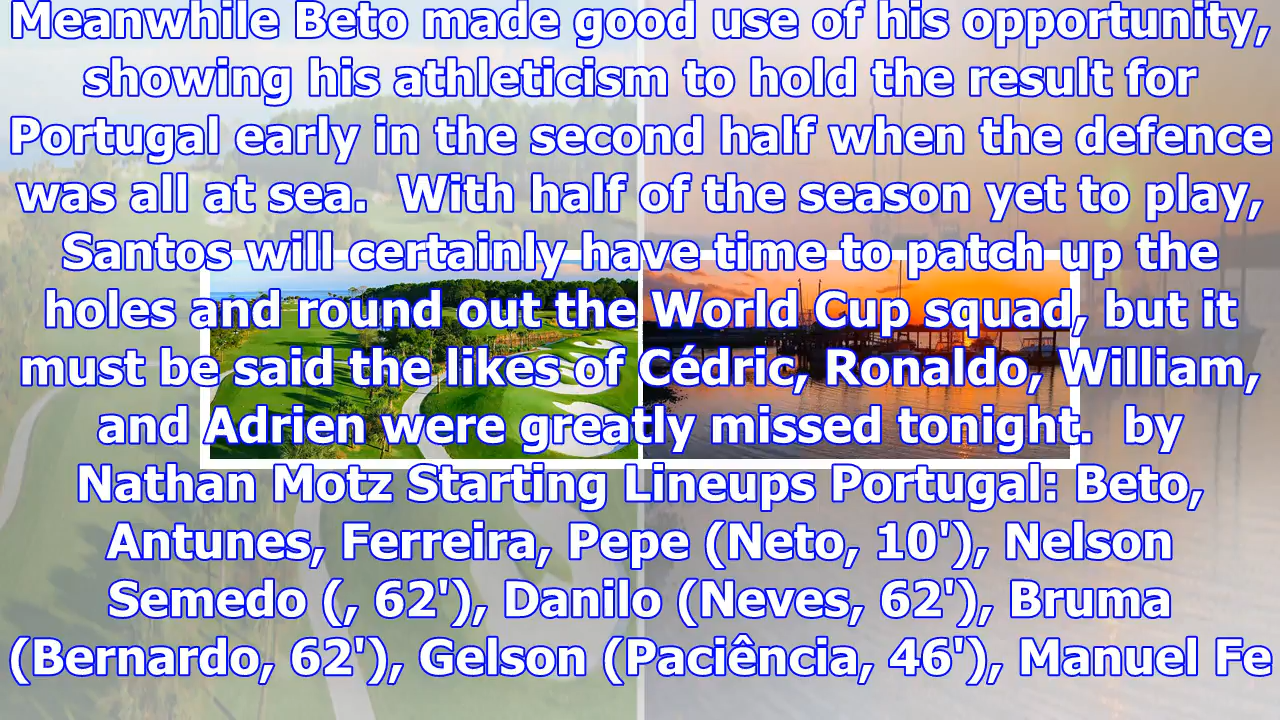 Meanwhile Beto made good use of his opportunity,
showing his athleticism to hold the result for
Portugal early in the second half when the defence
was all at sea.  With half of the season yet to play,
Santos will certainly have time to patch up the
holes and round out the World Cup squad, but it
must be said the likes of Cédric, Ronaldo, William,
and Adrien were greatly missed tonight.  by
Nathan Motz Starting Lineups Portugal: Beto,
Antunes, Ferreira, Pepe (Neto, 10'), Nelson
Semedo (, 62'), Danilo (Neves, 62'), Bruma
(Bernardo, 62'), Gelson (Paciência, 46'), Manuel Fe